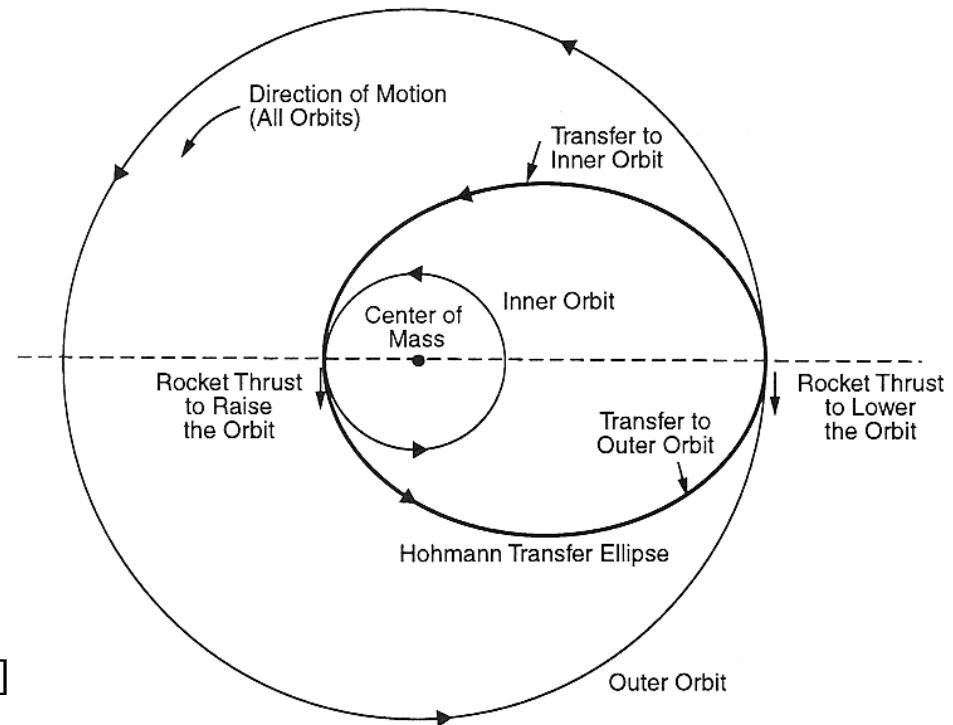 Direction of Motion
(All Orbits)
Transfer to
Inner Orbit
Inner Orbit
Center of
Mass
Rocket Thrust
to Raise
the Orbit
Rocket Thrust
to Lower
the Orbit
Transfer to
Outer Orbit
Hohmann Transfer Ellipse
Outer Orbit
]